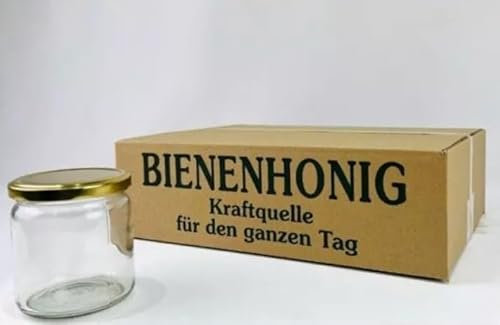 BIENENHONIG
Kraftquelle
für den ganzen Tag